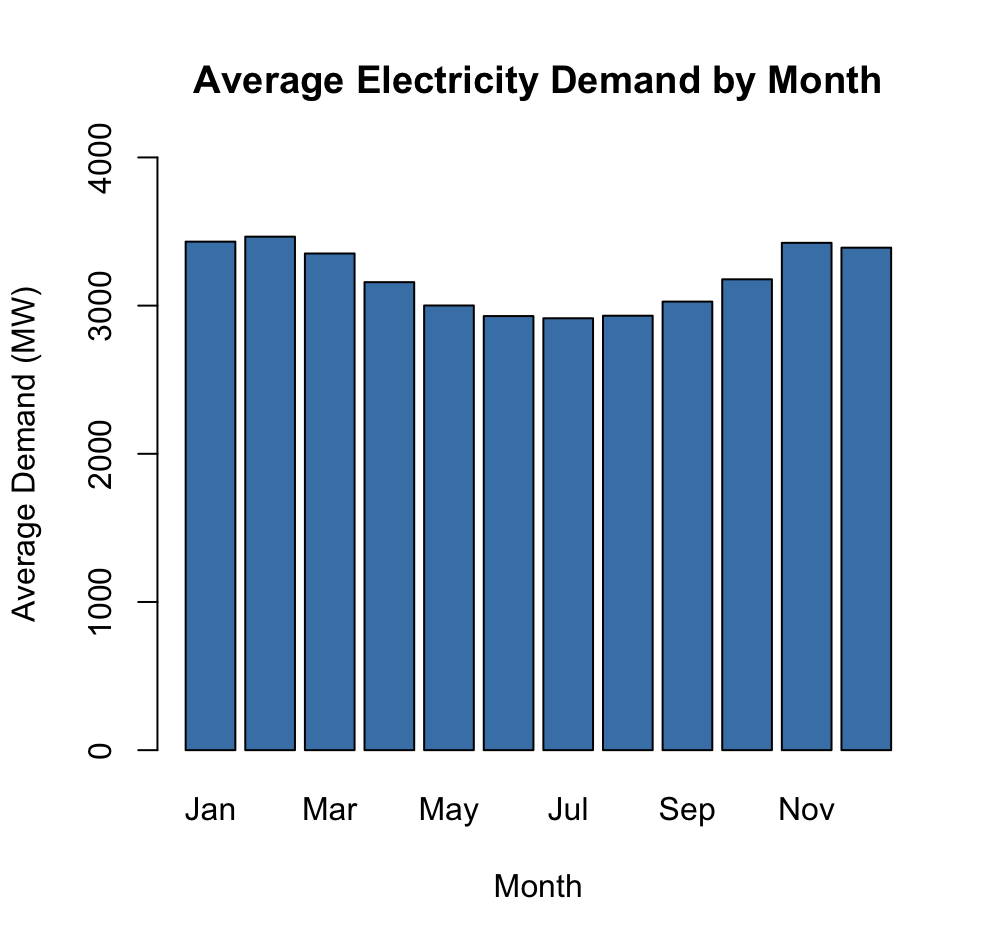 Average Electricity Demand by Month
Average Demand (MW)
4000
3000
2000
1000
0
Jan Mar May Jul Sep Nov
Month